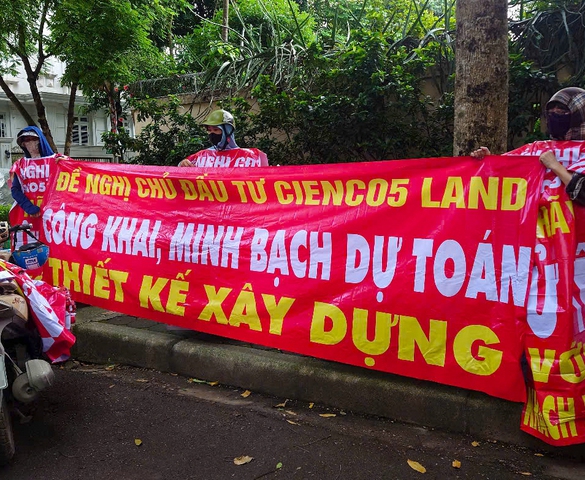 ĐỀ NGHỊ CHỦ ĐẦU TƯ CIENCO5 LAND
CÔNG KHAI, MINH BẠCH DỰ TOÁN
THIẾT KẾ XÂY DỰNG